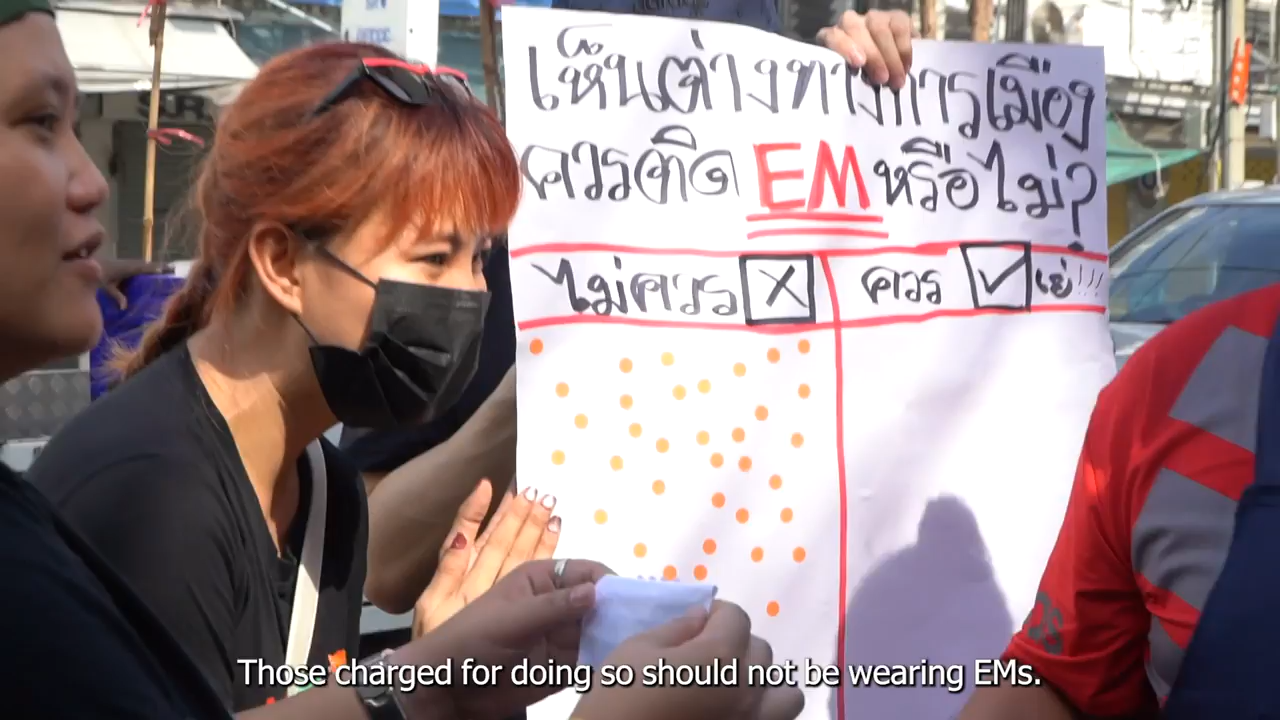 เห็นต่างทางการเมือง
ควรติด EM หรือไม่?
ไม่ควร ☒ ควร ☑ เย่!!!
Those charged for doing so should not be wearing EMs.